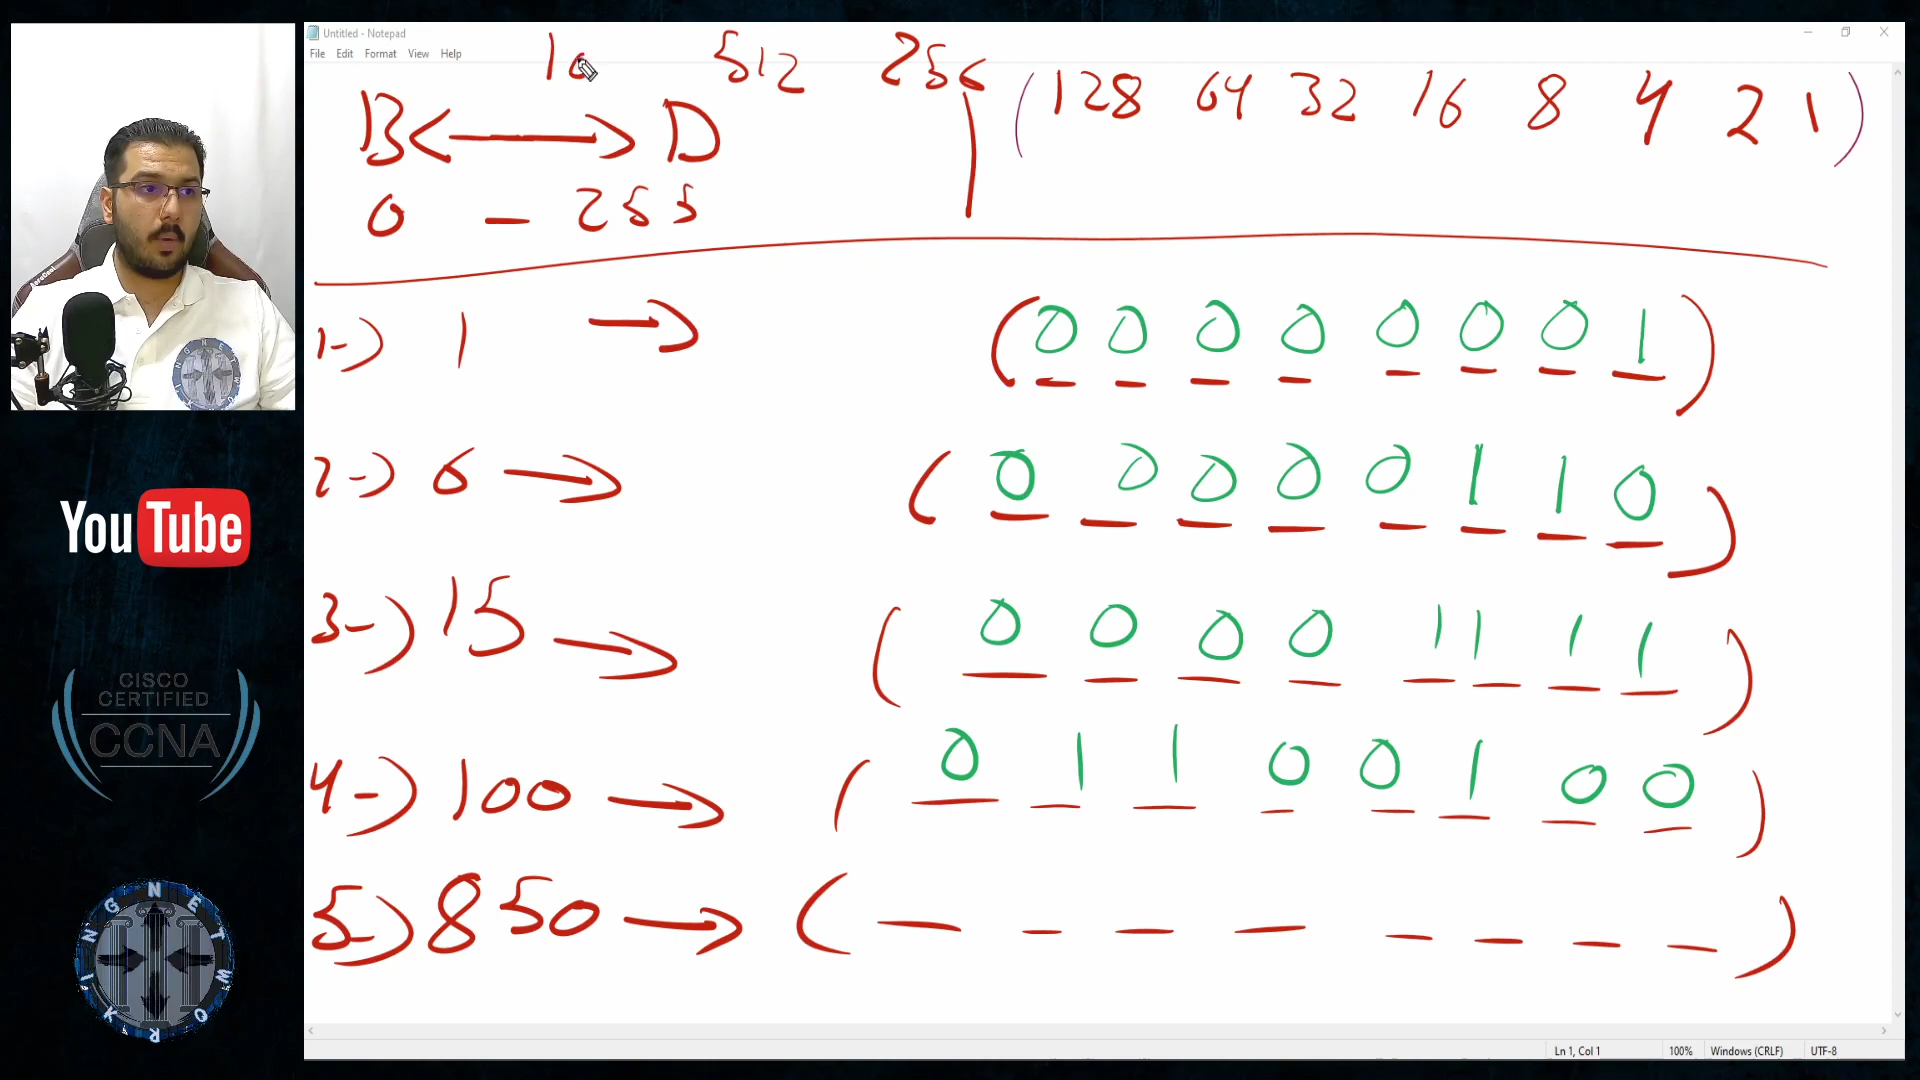 Untitled - Notepad
File Edit Format View Help
10 512 256 ( 128 64 32 16 8 4 2 1 )
B <-> D
0 - 255
1-) 1 → ( 0 0 0 0 0 0 0 1 )
2-) 6 → ( 0 0 0 0 0 1 1 0 )
3-) 15 → ( 0 0 0 0 1 1 1 1 )
4-) 100 → ( 0 1 1 0 0 1 0 0 )
5-) 850 → ( _ _ _ _ _ _ _ _ )
YouTube
CISCO
CERTIFIED
CCNA
KINGNETWORK
Ln 1, Col 1 100% Windows (CRLF) UTF-8